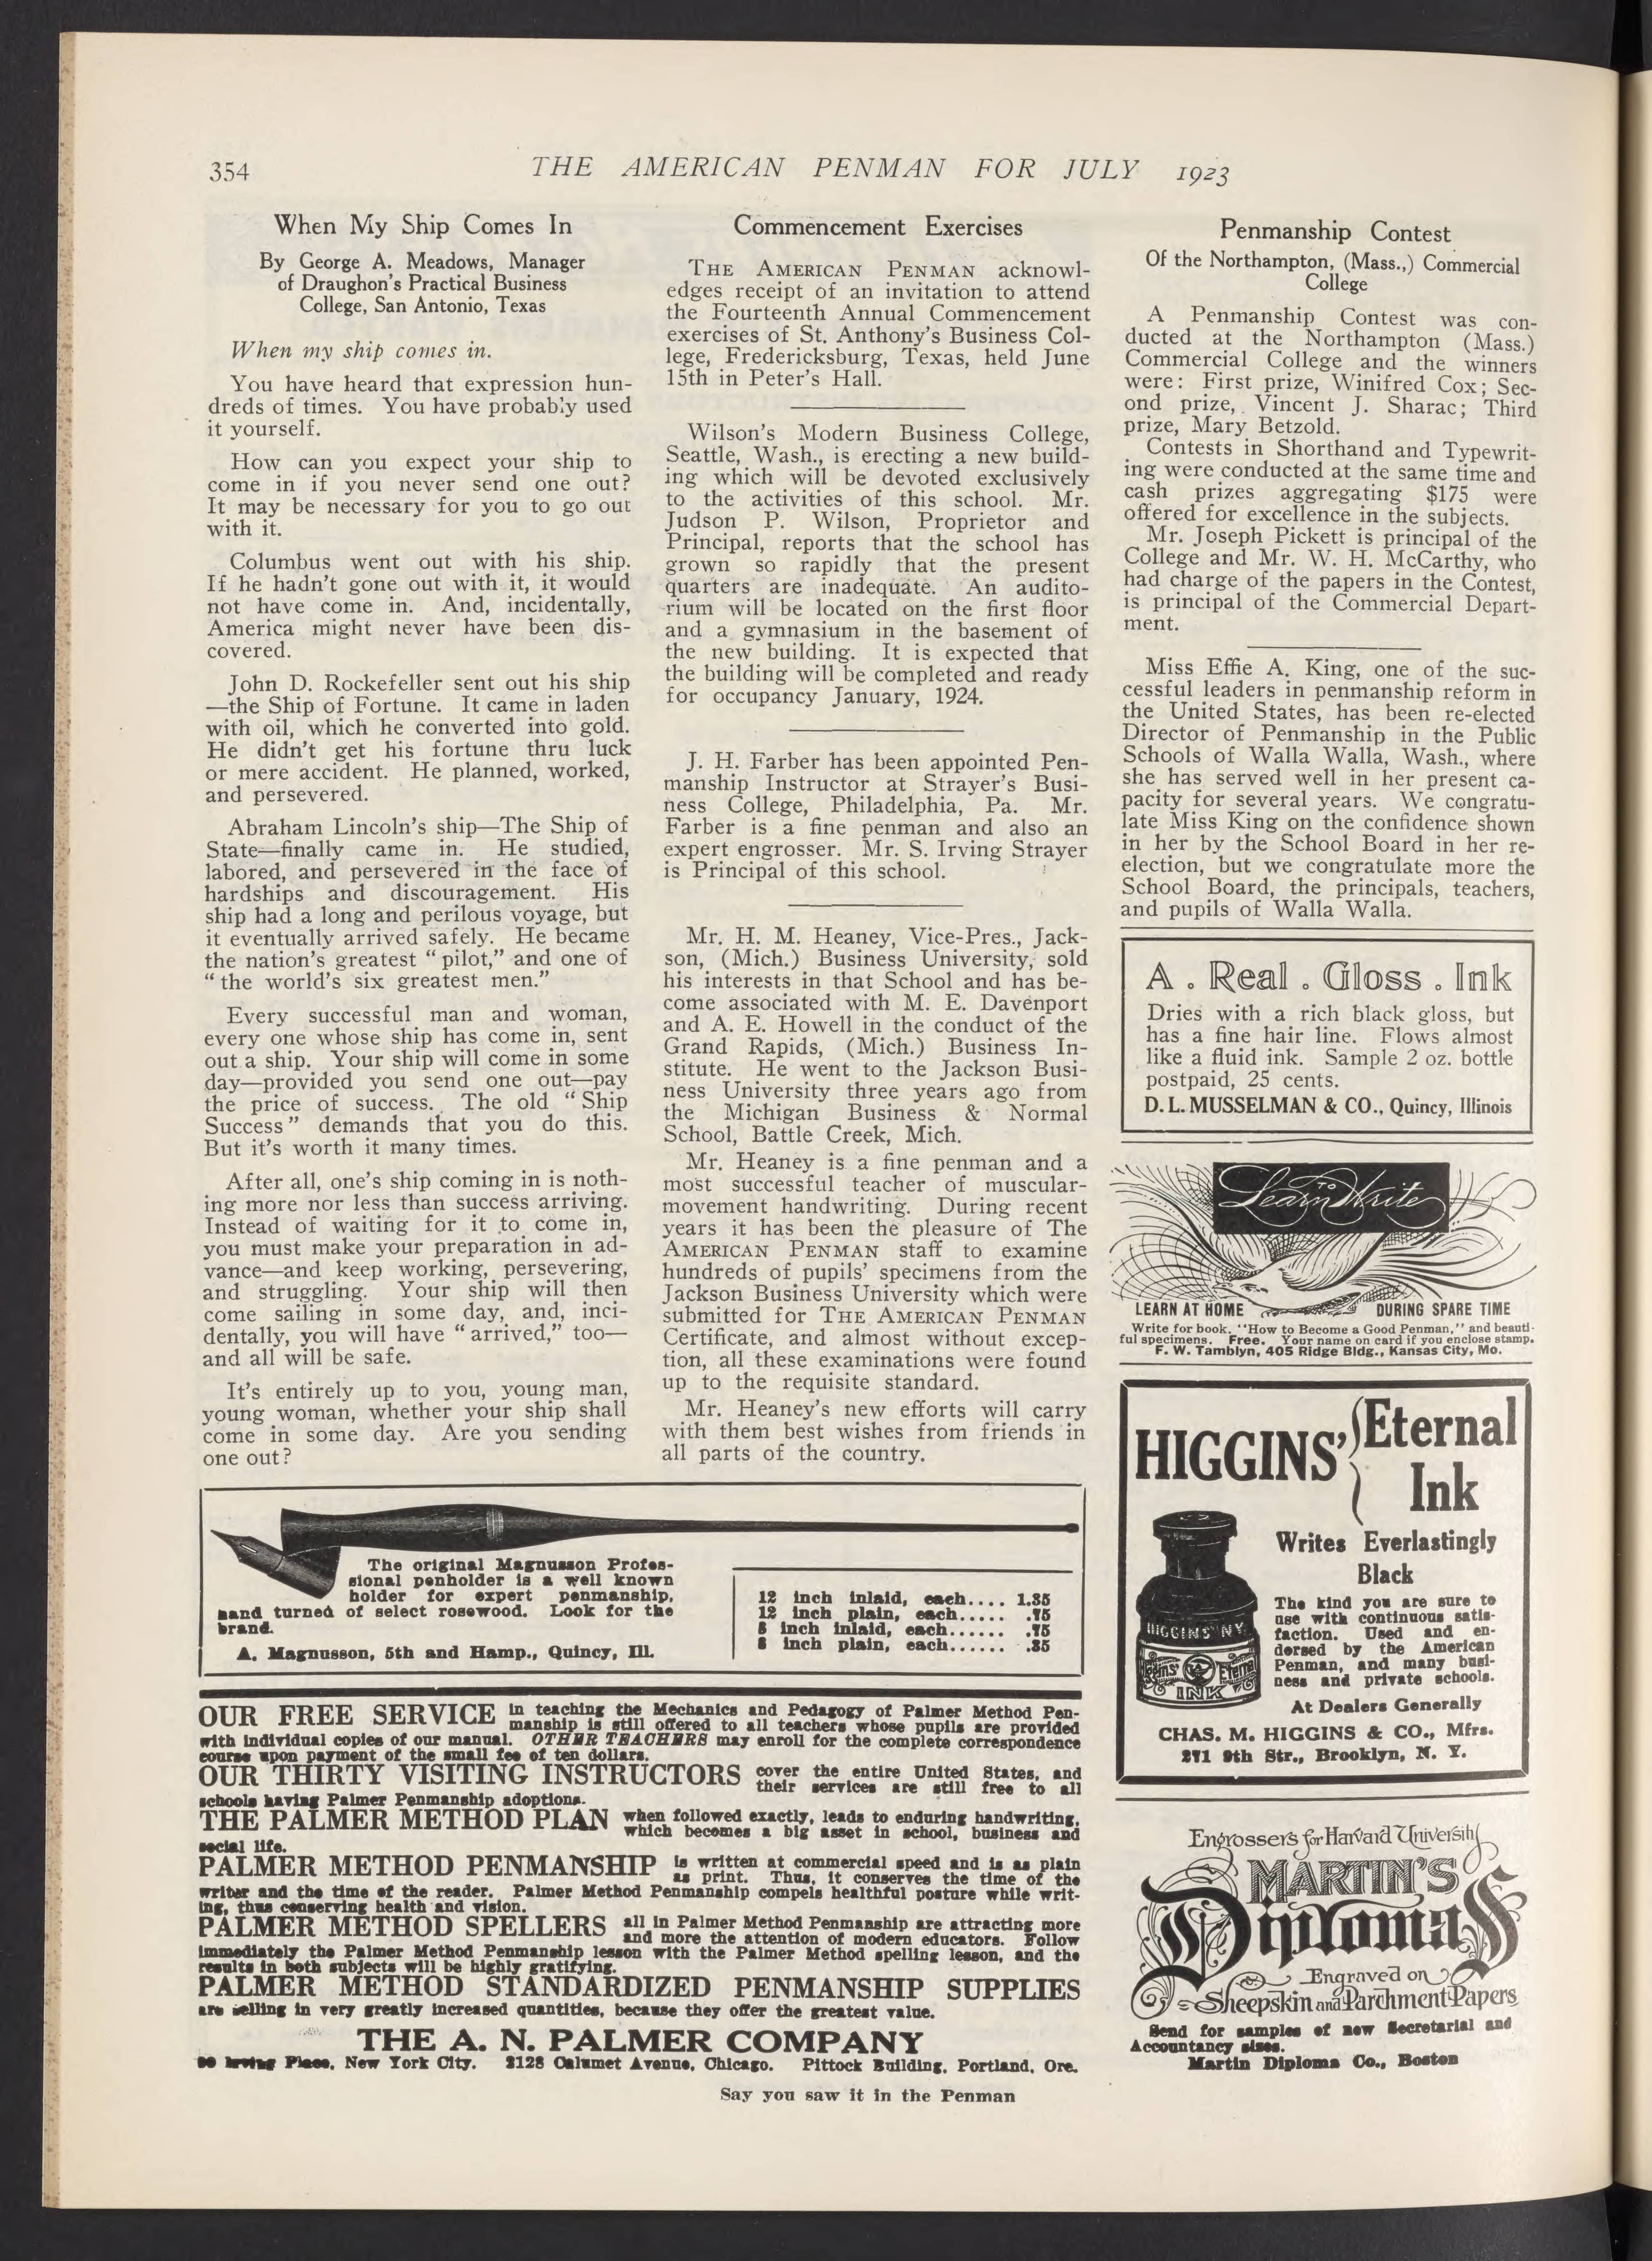 354
THE AMERICAN PENMAN FOR JULY 1923
When My Ship Comes In
By George A. Meadows, Manager
of Draughon's Practical Business
College, San Antonio, Texas
When my ship comes in.
You have heard that expression hun-
dreds of times. You have probably used
it yourself.
How can you expect your ship to
come in if you never send one out?
It may be necessary for you to go out
with it.
Columbus went out with his ship.
If he hadn't gone out with it, it would
not have come in. And, incidentally,
America might never have been dis-
covered.
John D. Rockefeller sent out his ship
—the Ship of Fortune. It came in laden
with oil, which he converted into gold.
He didn't get his fortune thru luck
or mere accident. He planned, worked,
and persevered.
Abraham Lincoln's ship—The Ship of
State—finally came in. He studied,
labored, and persevered in the face of
hardships and discouragement. His
ship had a long and perilous voyage, but
it eventually arrived safely. He became
the nation's greatest "pilot," and one of
"the world's six greatest men."
Every successful man and woman,
every one whose ship has come in, sent
out a ship. Your ship will come in some
day—provided you send one out—pay
the price of success. The old "Ship
Success" demands that you do this.
But it's worth it many times.
After all, one's ship coming in is noth-
ing more nor less than success arriving.
Instead of waiting for it to come in,
you must make your preparation in ad-
vance—and keep working, persevering,
and struggling. Your ship will then
come sailing in some day, and, inci-
dentally, you will have "arrived," too—
and all will be safe.
It's entirely up to you, young man,
young woman, whether your ship shall
come in some day. Are you sending
one out?
Commencement Exercises
THE AMERICAN PENMAN acknowl-
edges receipt of an invitation to attend
the Fourteenth Annual Commencement
exercises of St. Anthony's Business Col-
lege, Fredericksburg, Texas, held June
15th in Peter's Hall.
Wilson's Modern Business College,
Seattle, Wash., is erecting a new build-
ing which will be devoted exclusively
to the activities of this school. Mr.
Judson P. Wilson, Proprietor and
Principal, reports that the school has
grown so rapidly that the present
quarters are inadequate. An audito-
rium will be located on the first floor
and a gymnasium in the basement of
the new building. It is expected that
the building will be completed and ready
for occupancy January, 1924.
J. H. Farber has been appointed Pen-
manship Instructor at Strayer's Busi-
ness College, Philadelphia, Pa. Mr.
Farber is a fine penman and also an
expert engrosser. Mr. S. Irving Strayer
is Principal of this school.
Mr. H. M. Heaney, Vice-Pres., Jack-
son, (Mich.) Business University, sold
his interests in that School and has be-
come associated with M. E. Davenport
and A. E. Howell in the conduct of the
Grand Rapids, (Mich.) Business In-
stitute. He went to the Jackson Busi-
ness University three years ago from
the Michigan Business & Normal
School, Battle Creek, Mich.
Mr. Heaney is a fine penman and a
most successful teacher of muscular-
movement handwriting. During recent
years it has been the pleasure of The
AMERICAN PENMAN staff to examine
hundreds of pupils' specimens from the
Jackson Business University which were
submitted for THE AMERICAN PENMAN
Certificate, and almost without excep-
tion, all these examinations were found
up to the requisite standard.
Mr. Heaney's new efforts will carry
with them best wishes from friends in
all parts of the country.
Penmanship Contest
Of the Northampton, (Mass.,) Commercial
College
A Penmanship Contest was con-
ducted at the Northampton (Mass.)
Commercial College and the winners
were: First prize, Winifred Cox; Sec-
ond prize, Vincent J. Sharac; Third
prize, Mary Betzold.
Contests in Shorthand and Typewrit-
ing were conducted at the same time and
cash prizes aggregating $175 were
offered for excellence in the subjects.
Mr. Joseph Pickett is principal of the
College and Mr. W. H. McCarthy, who
had charge of the papers in the Contest,
is principal of the Commercial Depart-
ment.
Miss Effie A. King, one of the suc-
cessful leaders in penmanship reform in
the United States, has been re-elected
Director of Penmanship in the Public
Schools of Walla Walla, Wash., where
she has served well in her present ca-
pacity for several years. We congratu-
late Miss King on the confidence shown
in her by the School Board in her re-
election, but we congratulate more the
School Board, the principals, teachers,
and pupils of Walla Walla.
A. Real. Gloss. Ink
Dries with a rich black gloss, but
has a fine hair line. Flows almost
like a fluid ink. Sample 2 oz. bottle
postpaid, 25 cents.
D. L. MUSSELMAN & CO., Quincy, Illinois
Learn To Write
LEARN AT HOME DURING SPARE TIME
Write for book, "How to Become a Good Penman," and beauti-
ful specimens. Free. Your name on card if you enclose stamp.
F. W. Tamblyn, 405 Ridge Bldg., Kansas City, Mo.
HIGGINS' Eternal
Ink
Writes Everlastingly
Black
The kind you are sure to
use with continuous satis-
faction. Used and en-
dorsed by the American
Penman, and many busi-
ness and private schools.
At Dealers Generally
CHAS. M. HIGGINS & CO., Mfrs.
271 9th Str., Brooklyn, N. Y.
HIGGINS' N.Y.
Higgins' Eternal
INK
Engrossers for Harvard University
MARTIN'S
Diplomas
Engraved on
Sheepskin and Parchment Papers
Send for samples of new Secretarial and
Accountancy sizes.
Martin Diploma Co., Boston
The original Magnusson Profes-
sional penholder is a well known
holder for expert penmanship,
hand turned of select rosewood. Look for the
brand.
A. Magnusson, 5th and Hamp., Quincy, Ill.
12 inch inlaid, each.... 1.35
12 inch plain, each..... .75
8 inch inlaid, each...... .75
8 inch plain, each...... .35
OUR FREE SERVICE in teaching the Mechanics and Pedagogy of Palmer Method Pen-
manship is still offered to all teachers whose pupils are provided
with individual copies of our manual. OTHER TEACHERS may enroll for the complete correspondence
course upon payment of the small fee of ten dollars.
OUR THIRTY VISITING INSTRUCTORS cover the entire United States, and
their services are still free to all
schools having Palmer Penmanship adoptions.
THE PALMER METHOD PLAN when followed exactly, leads to enduring handwriting,
which becomes a big asset in school, business and
social life.
PALMER METHOD PENMANSHIP is written at commercial speed and is as plain
as print. Thus, it conserves the time of the
writer and the time of the reader. Palmer Method Penmanship compels healthful posture while writ-
ing, thus conserving health and vision.
PALMER METHOD SPELLERS all in Palmer Method Penmanship are attracting more
and more the attention of modern educators. Follow
immediately the Palmer Method Penmanship lesson with the Palmer Method spelling lesson, and the
results in both subjects will be highly gratifying.
PALMER METHOD STANDARDIZED PENMANSHIP SUPPLIES
are selling in very greatly increased quantities, because they offer the greatest value.
THE A. N. PALMER COMPANY
Irving Place, New York City. 2128 Calumet Avenue, Chicago. Pittock Building, Portland, Ore.
Say you saw it in the Penman